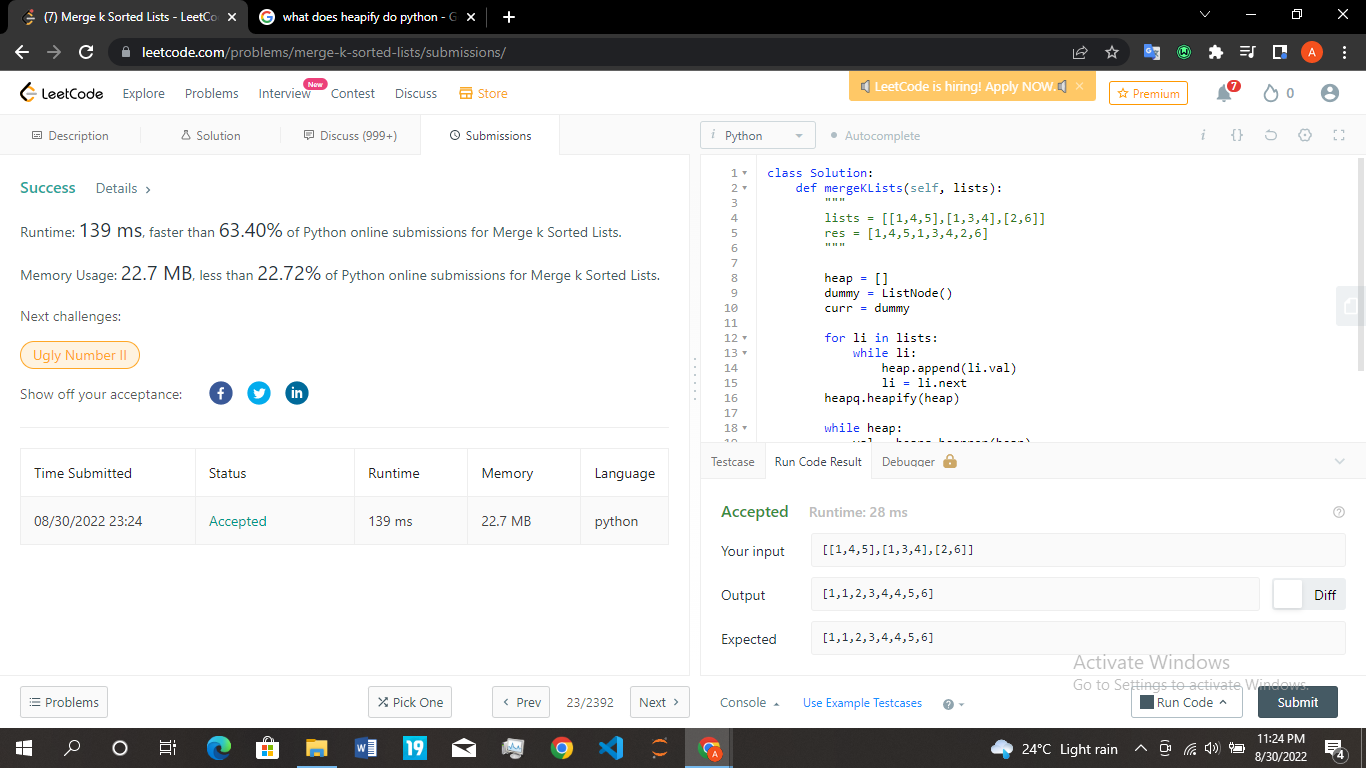 (7) Merge k Sorted Lists - LeetCo
what does heapify do python - G
leetcode.com/problems/merge-k-sorted-lists/submissions/
A
LeetCode
Explore
Problems
Interview
New
Contest
Discuss
Store
LeetCode is hiring! Apply NOW.
Premium
7
0
Description
Solution
Discuss (999+)
Submissions
i Python
Autocomplete
i {}
Success Details >
Runtime: 139 ms, faster than 63.40% of Python online submissions for Merge k Sorted Lists.
Memory Usage: 22.7 MB, less than 22.72% of Python online submissions for Merge k Sorted Lists.
Next challenges:
Ugly Number II
Show off your acceptance:
Time Submitted Status Runtime Memory Language
08/30/2022 23:24 Accepted 139 ms 22.7 MB python
1 class Solution:
2 def mergeKLists(self, lists):
3 """
4 lists = [[1,4,5],[1,3,4],[2,6]]
5 res = [1,4,5,1,3,4,2,6]
6 """
7
8 heap = []
9 dummy = ListNode()
10 curr = dummy
11
12 for li in lists:
13 while li:
14 heap.append(li.val)
15 li = li.next
16 heapq.heapify(heap)
17
18 while heap:
Testcase
Run Code Result
Debugger
Accepted Runtime: 28 ms
Your input [[1,4,5],[1,3,4],[2,6]]
Output [1,1,2,3,4,4,5,6] Diff
Expected [1,1,2,3,4,4,5,6]
Activate Windows
Go to Settings to activate Windows.
Problems
Pick One
< Prev
23/2392
Next >
Console
Use Example Testcases
Run Code
Submit
19
A
24°C Light rain
11:24 PM
8/30/2022
4